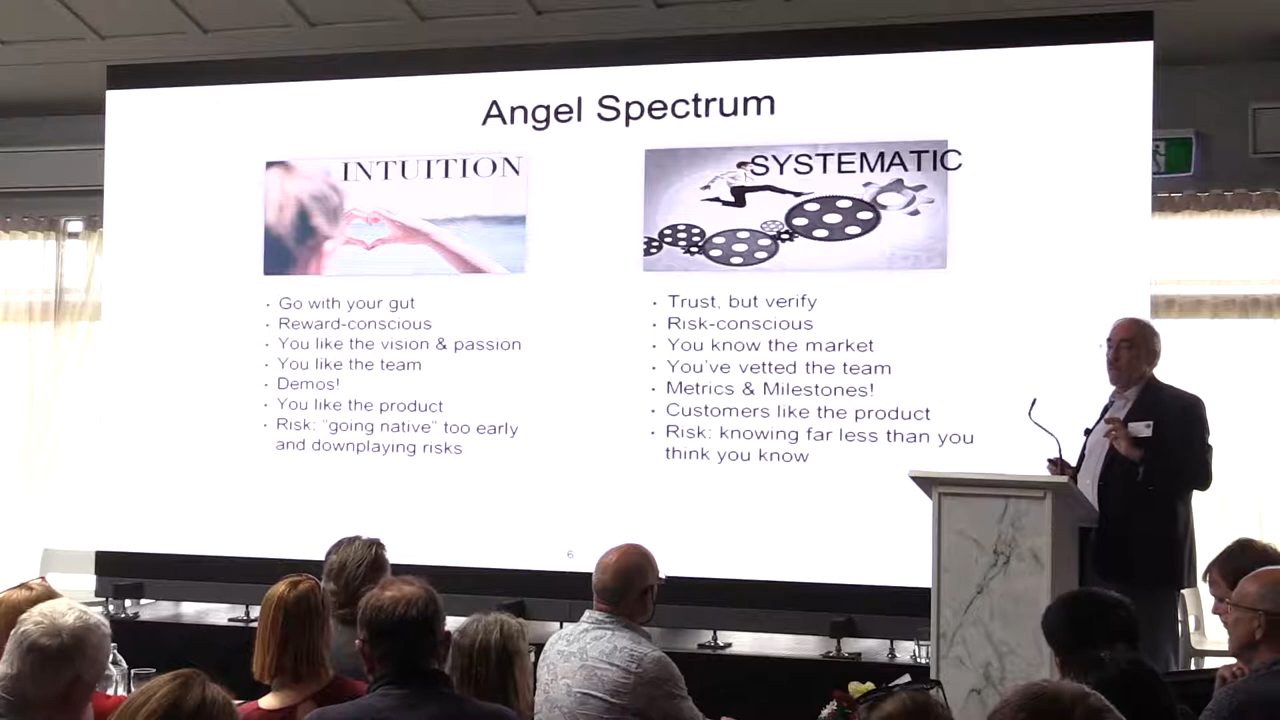 Angel Spectrum
INTUITION
· Go with your gut
· Reward-conscious
· You like the vision & passion
· You like the team
· Demos!
· You like the product
· Risk: “going native” too early
and downplaying risks
SYSTEMATIC
· Trust, but verify
· Risk-conscious
· You know the market
· You’ve vetted the team
· Metrics & Milestones!
· Customers like the product
· Risk: knowing far less than you
think you know
6